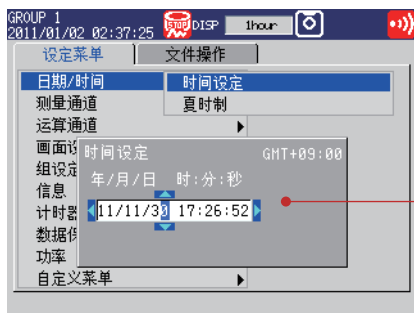 GROUP 1
2011/01/02 02:37:25 STOP DISP 1hour
设定菜单 文件操作
日期/时间 时间设定
测量通道 夏时制
运算通道
画面设
时间设定 GMT+09:00
组设定
年/月/日 时:分:秒
信息
计时器 11/11/30 17:26:52
数据保
功率
自定义菜单